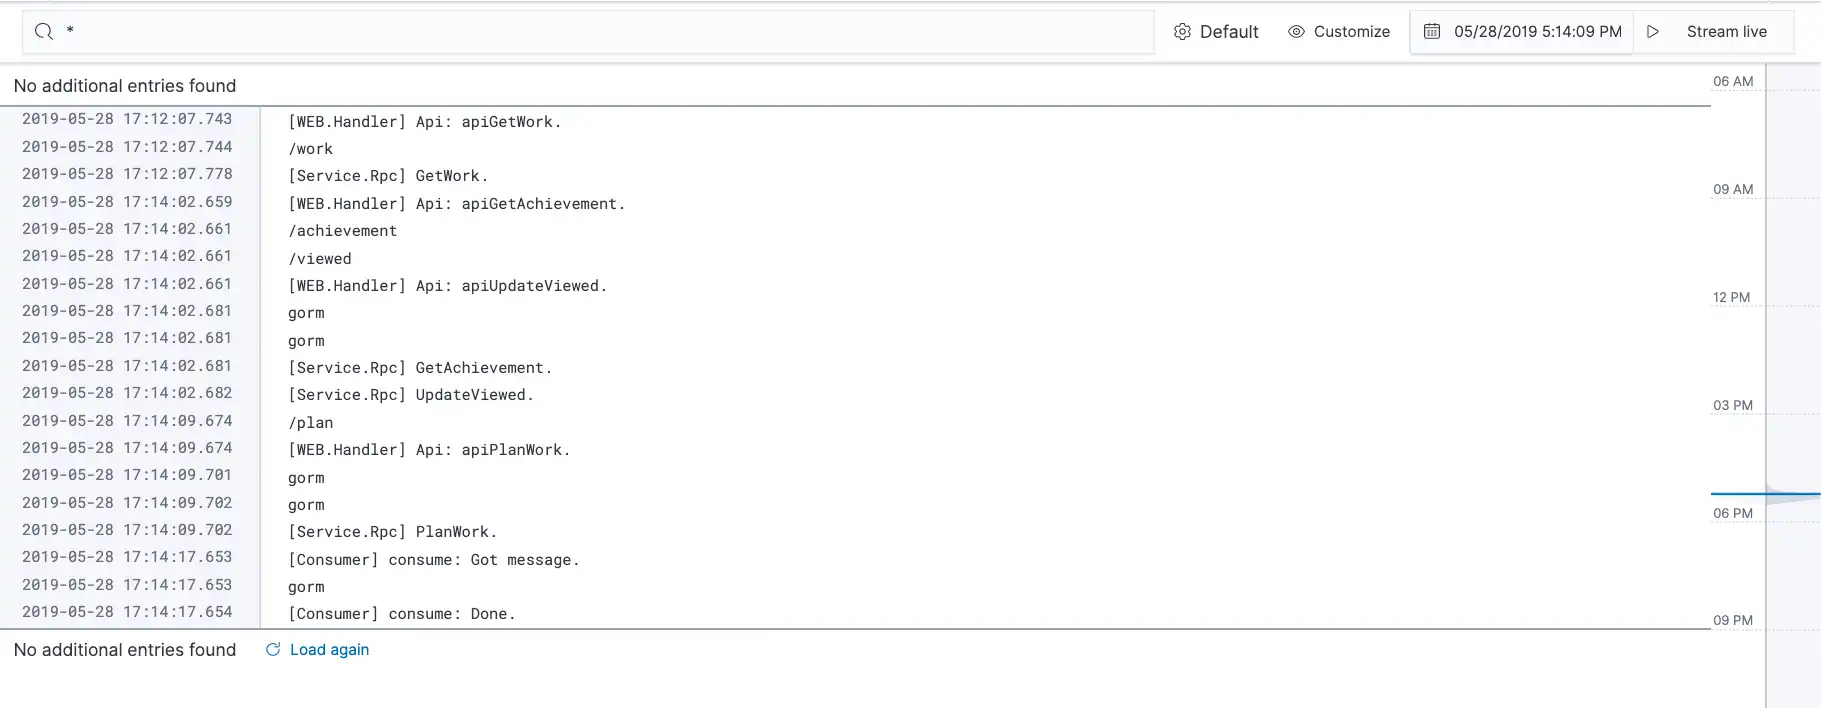 * Default Customize 05/28/2019 5:14:09 PM Stream live
No additional entries found
2019-05-28 17:12:07.743 [WEB.Handler] Api: apiGetWork.
2019-05-28 17:12:07.744 /work
2019-05-28 17:12:07.778 [Service.Rpc] GetWork.
2019-05-28 17:14:02.659 [WEB.Handler] Api: apiGetAchievement.
2019-05-28 17:14:02.661 /achievement
2019-05-28 17:14:02.661 /viewed
2019-05-28 17:14:02.661 [WEB.Handler] Api: apiUpdateViewed.
2019-05-28 17:14:02.681 gorm
2019-05-28 17:14:02.681 gorm
2019-05-28 17:14:02.681 [Service.Rpc] GetAchievement.
2019-05-28 17:14:02.682 [Service.Rpc] UpdateViewed.
2019-05-28 17:14:09.674 /plan
2019-05-28 17:14:09.674 [WEB.Handler] Api: apiPlanWork.
2019-05-28 17:14:09.701 gorm
2019-05-28 17:14:09.702 gorm
2019-05-28 17:14:09.702 [Service.Rpc] PlanWork.
2019-05-28 17:14:17.653 [Consumer] consume: Got message.
2019-05-28 17:14:17.653 gorm
2019-05-28 17:14:17.654 [Consumer] consume: Done.
No additional entries found Load again
06 AM
09 AM
12 PM
03 PM
06 PM
09 PM